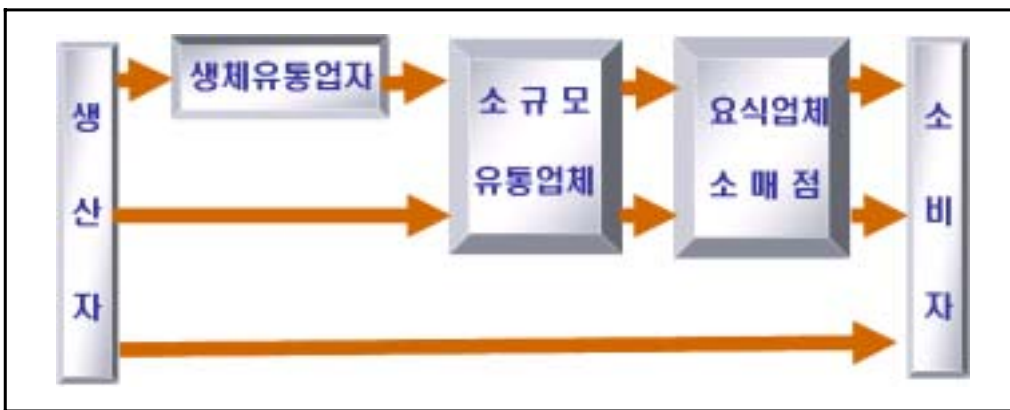 생산자
생체유통업자
소 규 모
유통업체
요식업체
소 매 점
소비자